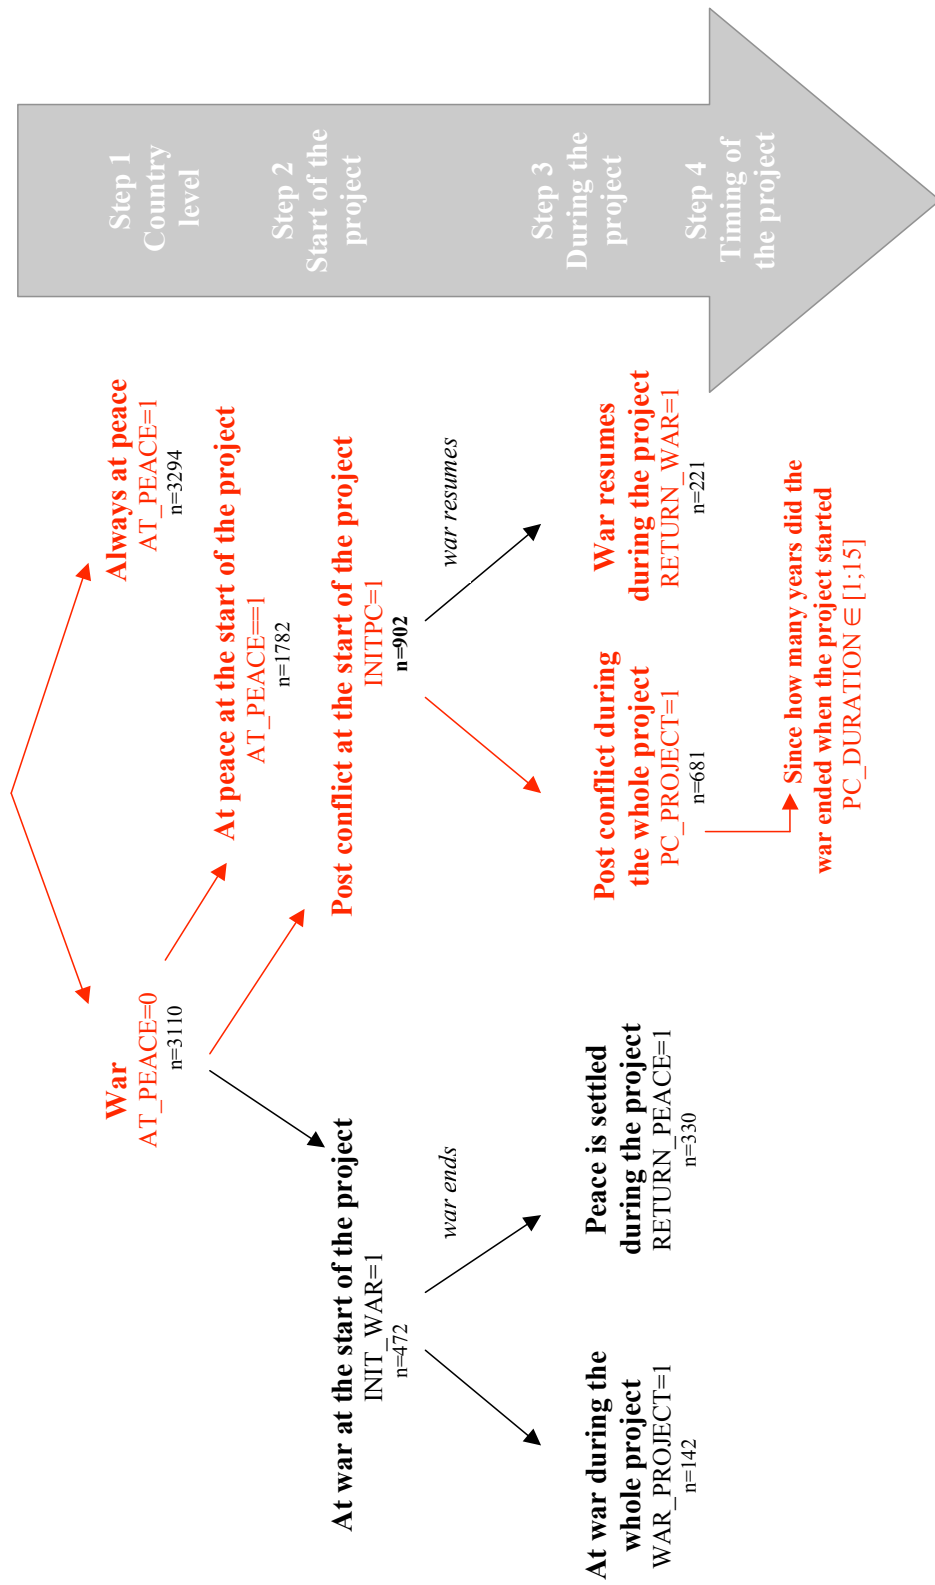 War
AT_PEACE=0
n=3110
Always at peace
AT_PEACE=1
n=3294
Step 1
Country
level
At peace at the start of the project
AT_PEACE==1
n=1782
At war at the start of the project
INIT_WAR=1
n=472
Post conflict at the start of the project
INITPC=1
n=902
Step 2
Start of the
project
war ends
war resumes
At war during the
whole project
WAR_PROJECT=1
n=142
Peace is settled
during the project
RETURN_PEACE=1
n=330
Post conflict during
the whole project
PC_PROJECT=1
n=681
War resumes
during the project
RETURN_WAR=1
n=221
Step 3
During the
project
Since how many years did the
war ended when the project started
PC_DURATION ∈ [1;15]
Step 4
Timing of
the project